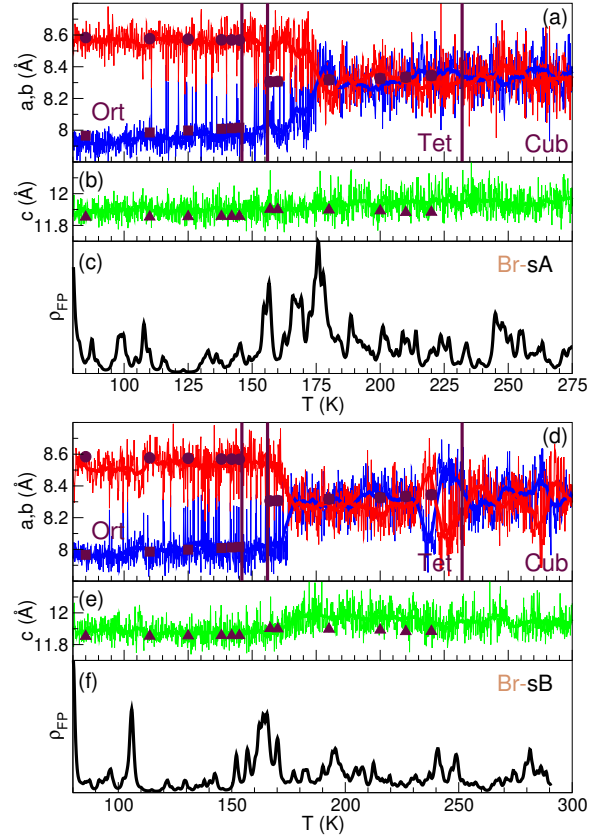 (a)
8.6
8.4
8.2
8
a,b (Å)
Ort
Tet
Cub
(b)
12
11.8
c (Å)
(c)
Br-sA
ρFP
100 125 150 175 200 225 250 275
T (K)
(d)
8.6
8.4
8.2
8
a,b (Å)
Ort
Tet
Cub
(e)
12
11.8
c (Å)
(f)
Br-sB
ρFP
100 150 200 250 300
T (K)